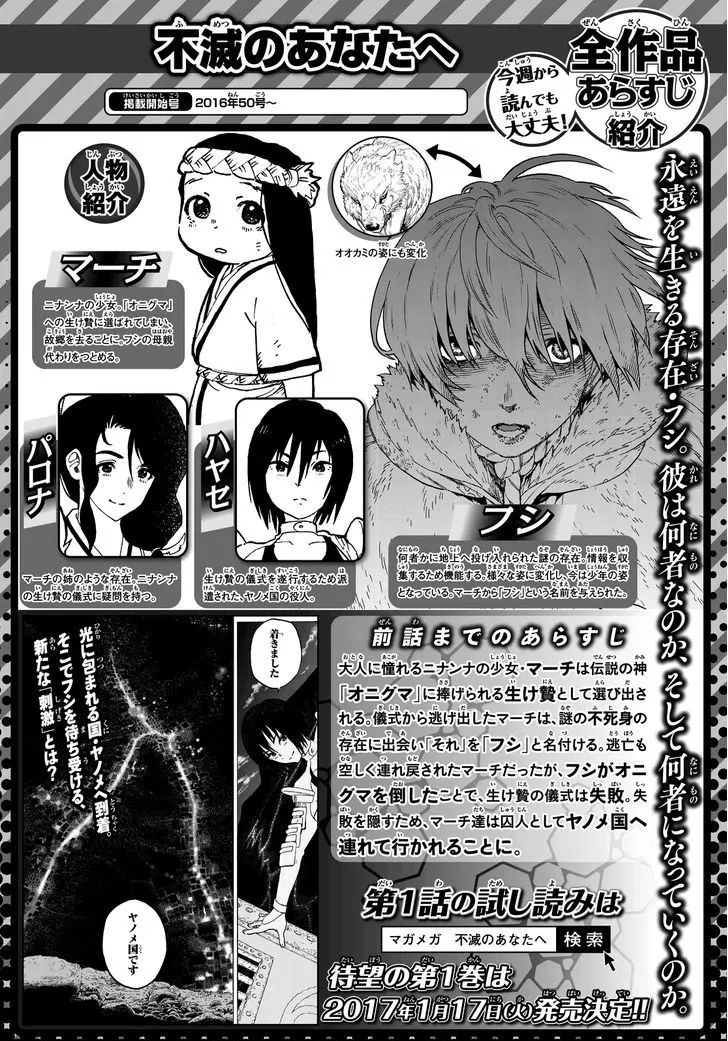 不滅のあなたへ
掲載開始号 2016年50号〜
今週から
読んでも
大丈夫!
全作品
あらすじ
紹介
永遠を生きる存在・フシ。彼は何者なのか、そして何者になっていくのか。
人物
紹介
オオカミの姿にも変化
マーチ
ニナンナの少女。「オニグマ」
への生け贄に選ばれてしまい、
故郷を去ることに、フシの母親
代わりをつとめる。
フシ
何者かに地上へ投げ入れられた謎の存在。情報を収
集するため機能する。様々な姿に変化し、今は少年の姿
となっている。マーチから「フシ」という名前を与えられた。
ハヤセ
生け贄の儀式を遂行するため派
遣された、ヤノメ国の役人。
パロナ
マーチの姉のような存在。ニナンナ
の生け贄の儀式に疑問を持つ。
前話までのあらすじ
大人に憧れるニナンナの少女・マーチは伝説の神
「オニグマ」に捧げられる生け贄として選び出さ
れる。儀式から逃げ出したマーチは、謎の不死身の
存在に出会い「それ」を「フシ」と名付ける。逃亡も
空しく連れ戻されたマーチだったが、フシがオニ
グマを倒したことで、生け贄の儀式は失敗。失
敗を隠すため、マーチ達は囚人としてヤノメ国へ
連れて行かれることに。
着きました
光に包まれる国・ヤノメへ到着。
そこでフシを待ち受ける、
新たな「刺激」とは?
ヤノメ国です
第1話の試し読みは
マガメガ 不滅のあなたへ 検索
待望の第1巻は
2017年1月17日(火)発売決定!!